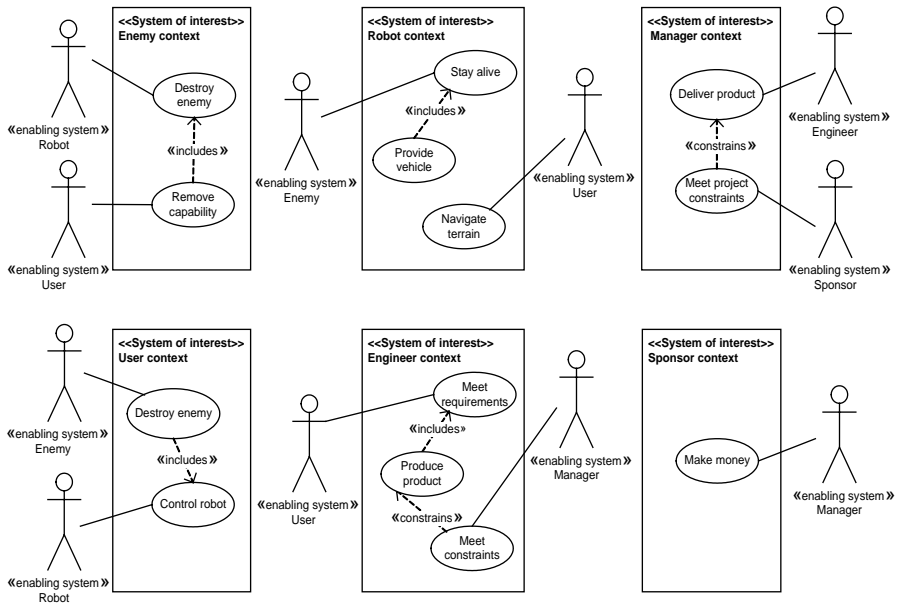 <<System of interest>>
Enemy context
«enabling system»
Robot
Destroy
enemy
«includes»
Remove
capability
«enabling system»
User
<<System of interest>>
Robot context
Stay alive
«enabling system»
Enemy
«includes»
Provide
vehicle
Navigate
terrain
«enabling system»
User
<<System of interest>>
Manager context
Deliver product
«enabling system»
Engineer
«constrains»
Meet project
constraints
«enabling system»
Sponsor
<<System of interest>>
User context
«enabling system»
Enemy
Destroy enemy
«includes»
Control robot
«enabling system»
Robot
<<System of interest>>
Engineer context
Meet
requirements
«includes»
«enabling system»
User
Produce
product
«constrains»
Meet
constraints
«enabling system»
Manager
<<System of interest>>
Sponsor context
Make money
«enabling system»
Manager